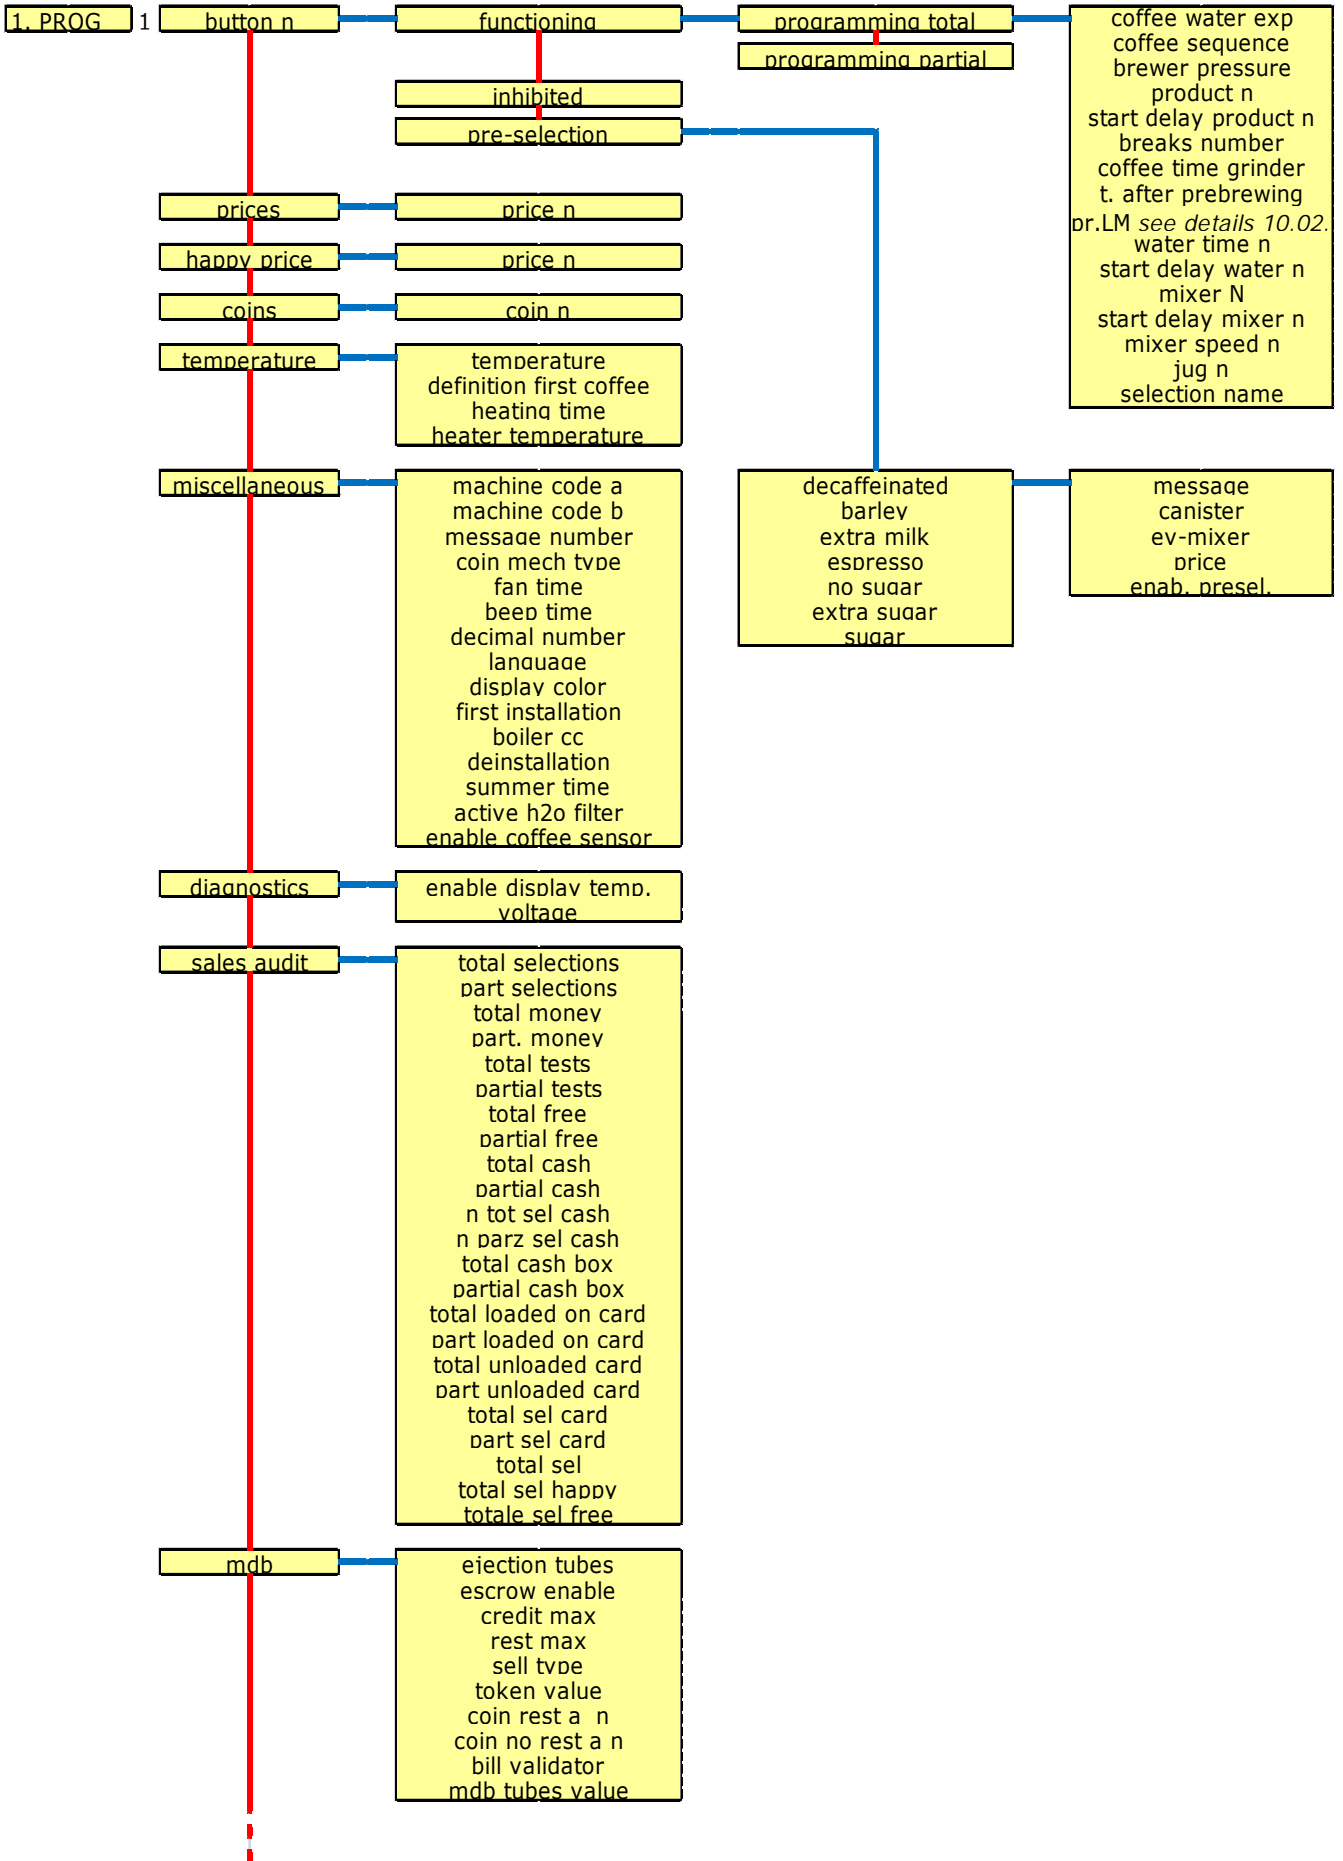 1. PROG
1
button n
functioning
programming total
coffee water exp
coffee sequence
brewer pressure
product n
start delay product n
breaks number
coffee time grinder
t. after prebrewing
pr.LM see details 10.02.
water time n
start delay water n
mixer N
start delay mixer n
mixer speed n
jug n
selection name
programming partial
inhibited
pre-selection
prices
price n
happy price
price n
coins
coin n
temperature
temperature
definition first coffee
heating time
heater temperature
miscellaneous
machine code a
machine code b
message number
coin mech type
fan time
beep time
decimal number
language
display color
first installation
boiler cc
deinstallation
summer time
active h2o filter
enable coffee sensor
decaffeinated
barley
extra milk
espresso
no sugar
extra sugar
sugar
message
canister
ev-mixer
price
enab. presel.
diagnostics
enable display temp.
voltage
sales audit
total selections
part selections
total money
part. money
total tests
partial tests
total free
partial free
total cash
partial cash
n tot sel cash
n parz sel cash
total cash box
partial cash box
total loaded on card
part loaded on card
total unloaded card
part unloaded card
total sel card
part sel card
total sel
total sel happy
totale sel free
mdb
ejection tubes
escrow enable
credit max
rest max
sell type
token value
coin rest a  n
coin no rest a n
bill validator
mdb tubes value